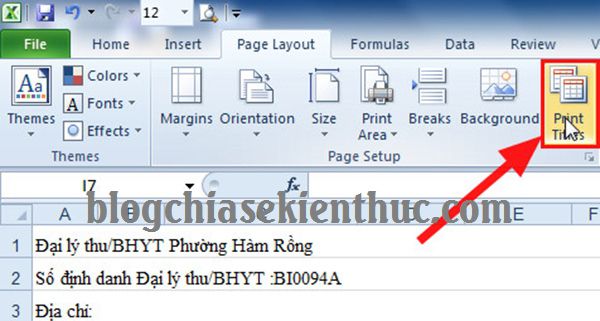 12
File Home Insert Page Layout Formulas Data Review
Themes Colors Fonts Effects Margins Orientation Size Print Area Breaks Background Print Titles
Themes Page Setup
I7 fx
blogchiasekienthuc.com
A E F
1 Đại lý thu/BHYT Phường Hàm Rồng
2 Số định danh Đại lý thu/BHYT :BI0094A
3 Địa chỉ: